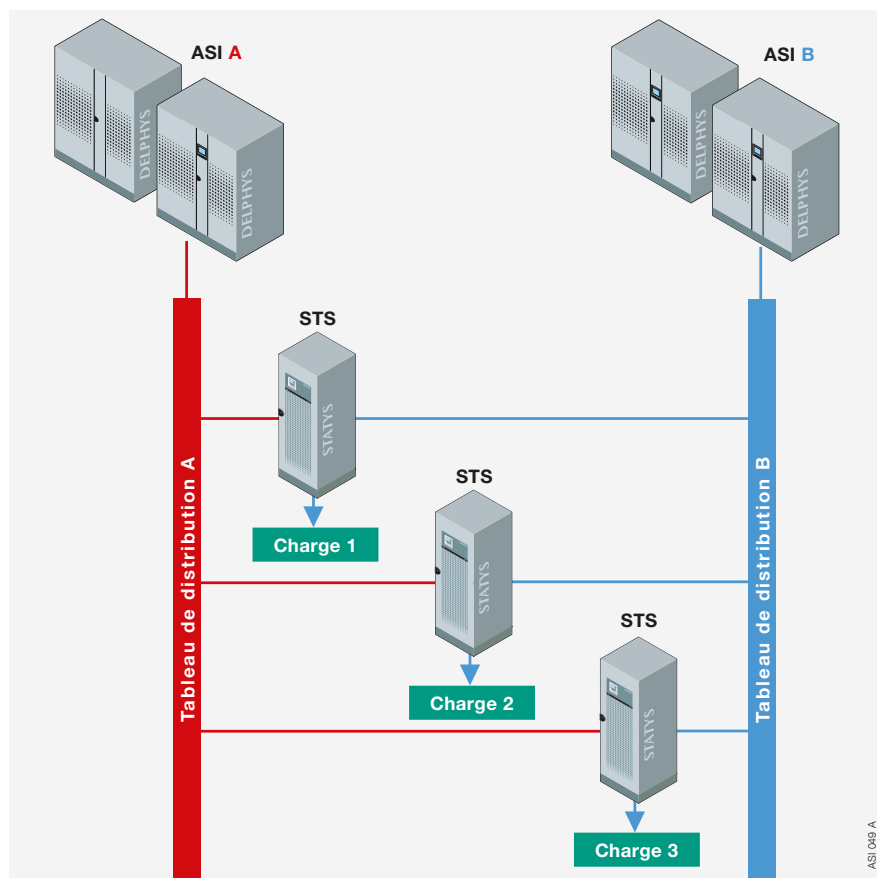 ASI A
ASI B
DELPHYS
DELPHYS
DELPHYS
DELPHYS
STS
STATYS
Charge 1
STS
STATYS
Charge 2
STS
STATYS
Charge 3
Tableau de distribution A
Tableau de distribution B
ASI 049 A